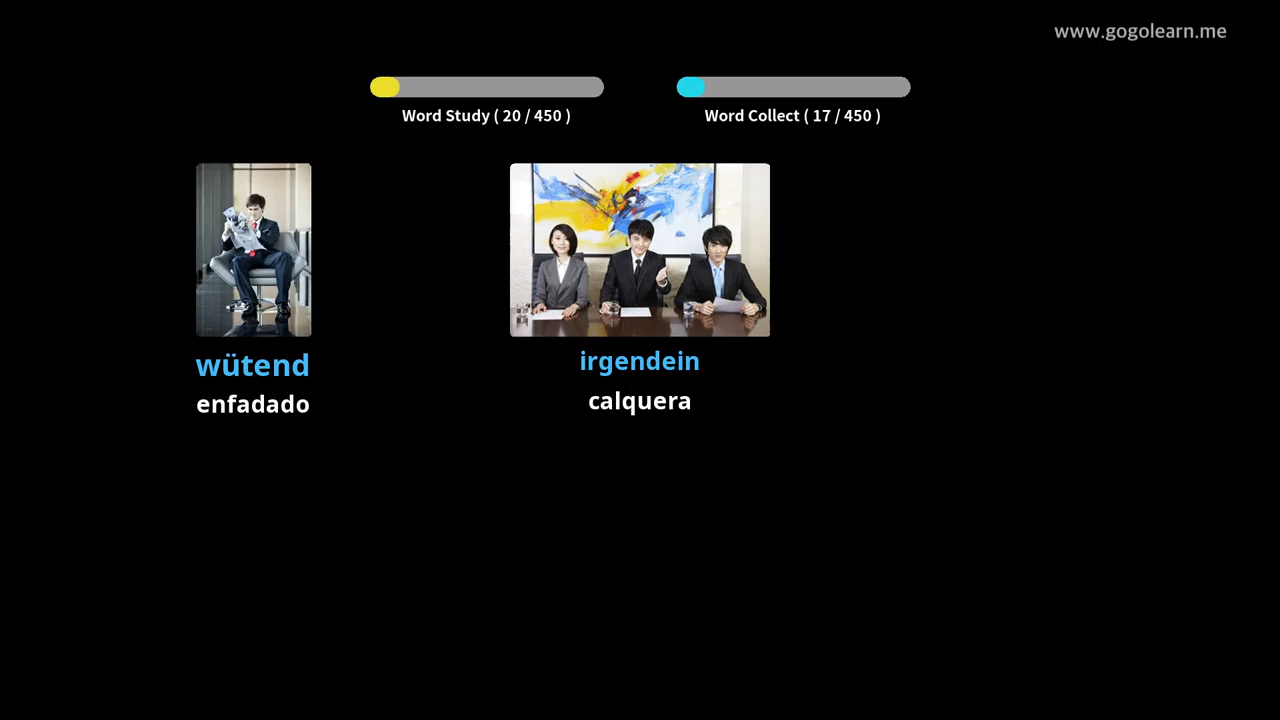 www.gogolearn.me
Word Study ( 20 / 450 )
Word Collect ( 17 / 450 )
wütend
enfadado
irgendein
calquera